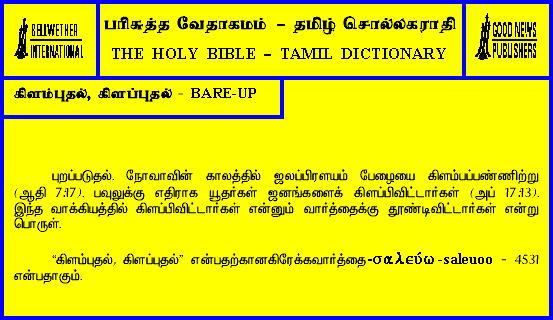 BELLWETHER
INTERNATIONAL
பரிசுத்த வேதாகமம் – தமிழ் சொல்லகராதி
THE HOLY BIBLE – TAMIL DICTIONARY
GOOD NEWS
PUBLISHERS
கிளம்புதல், கிளப்புதல் - BARE-UP
புறப்படுதல். நோவாவின் காலத்தில் ஜலப்பிரளயம் பேழையை கிளம்பப்பண்ணிற்று
(ஆதி 7:17). பவுலுக்கு எதிராக யூதர்கள் ஜனங்களைக் கிளப்பிவிட்டார்கள் (அப் 17:13).
இந்த வாக்கியத்தில் கிளப்பிவிட்டார்கள் என்னும் வார்த்தைக்கு தூண்டிவிட்டார்கள் என்று
பொருள்.
“கிளம்புதல், கிளப்புதல்” என்பதற்கானகிரேக்கவார்த்தை-σαλεύω -saleuoo – 4531
என்பதாகும்.